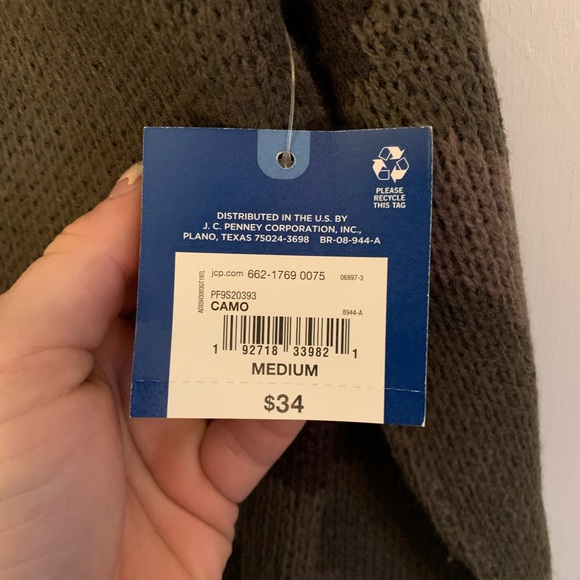 PLEASE
RECYCLE
THIS TAG
DISTRIBUTED IN THE U.S. BY
J. C. PENNEY CORPORATION, INC.,
PLANO, TEXAS 75024-3698 BR-08-944-A
jcp.com 662-1769 0075 06897-3
PF9S20393
CAMO 8944-A
1 92718 33982 1
MEDIUM
$34